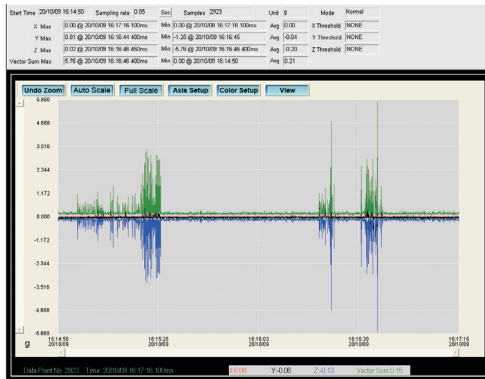 Start Time 20/10/09 16:14:50 Sampling rate 0.05 Sec Samples 2923 Unit g Mode Normal
X Max 0.00 @ 20/10/09 16:17:16 100ms Min 0.00 @ 20/10/09 16:17:16 100ms Avg 0.00 X Threshold NONE
Y Max 0.81 @ 20/10/09 16:16:44 400ms Min -1.25 @ 20/10/09 16:16:45 Avg -0.04 Y Threshold NONE
Z Max 0.02 @ 20/10/09 16:16:46 450ms Min -5.76 @ 20/10/09 16:16:46 400ms Avg -0.20 Z Threshold NONE
Vector Sum Max 5.76 @ 20/10/09 16:16:46 400ms Min 0.00 @ 20/10/09 16:14:50 Avg 0.21
Undo Zoom Auto Scale Full Scale Axis Setup Color Setup View
5.860
4.688
3.516
2.344
1.172
0.000
-1.172
-2.344
-3.516
-4.688
-5.860
g
16:14:50 16:15:26 16:16:03 16:16:39 16:17:16
20/10/09 20/10/09 20/10/09 20/10/09 20/10/09
Data Point No. 2923 Time 20/10/09 16:17:16 100ms X:0.00 Y:-0.06 Z:-0.13 Vector Sum:0.15